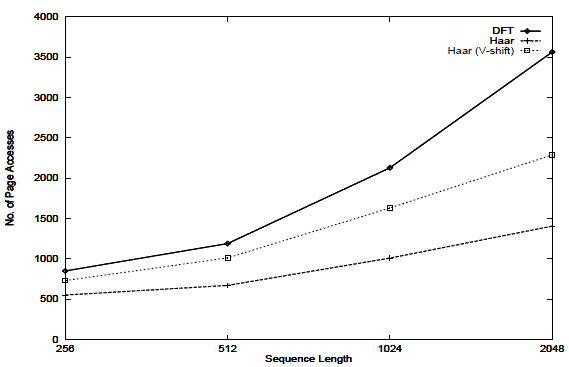 4000
3500
3000
2500
2000
1500
1000
500
0
No. of Page Accesses
DFT
Haar
Haar (V-shift)
256
512
1024
2048
Sequence Length